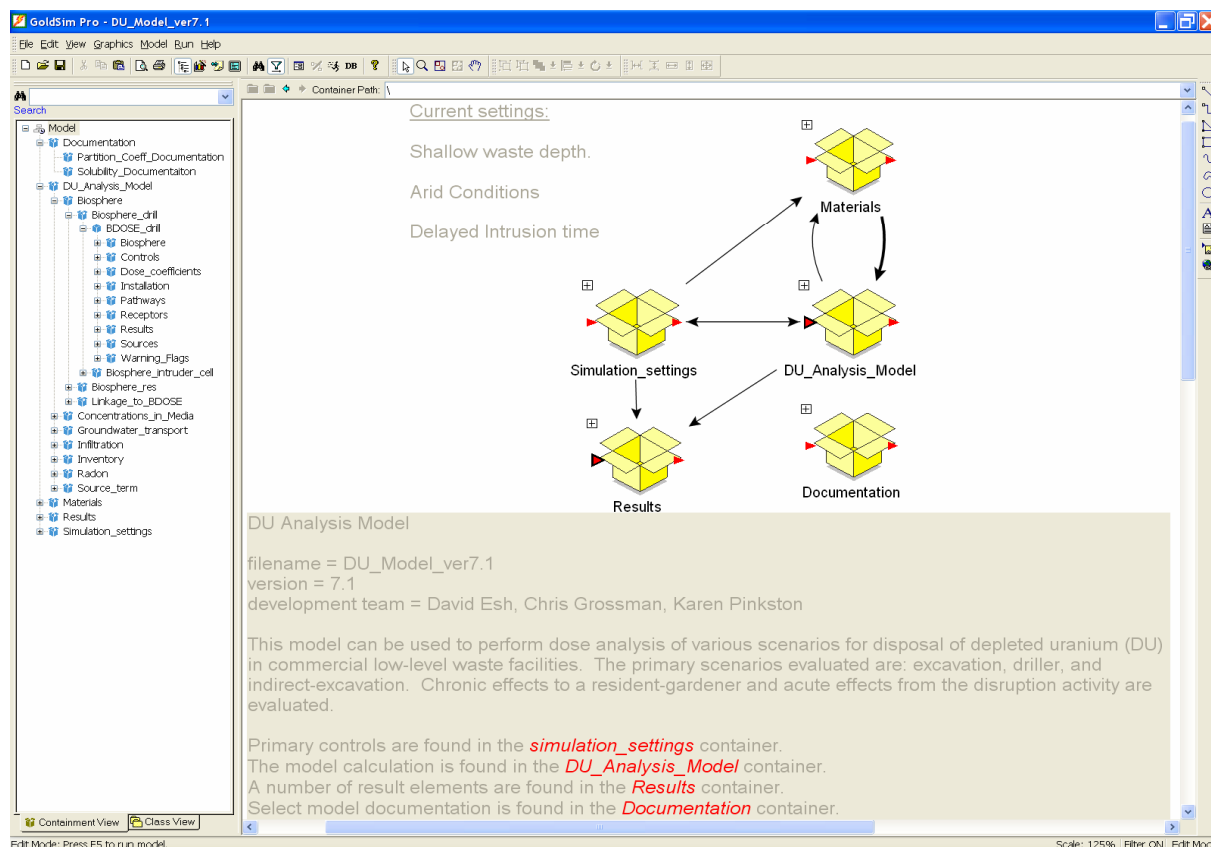 GoldSim Pro - DU_Model_ver7.1
File Edit View Graphics Model Run Help
DB
Container Path: \
Search
Model
Documentation
Partition_Coeff_Documentation
Solubility_Documentaiton
DU_Analysis_Model
Biosphere
Biosphere_drill
BDOSE_drill
Biosphere
Controls
Dose_coefficients
Installation
Pathways
Receptors
Results
Sources
Warning_Flags
Biosphere_intruder_cell
Biosphere_res
Linkage_to_BDOSE
Concentrations_in_Media
Groundwater_transport
Infiltration
Inventory
Radon
Source_term
Materials
Results
Simulation_settings
Containment View Class View
Current settings:
Shallow waste depth.
Arid Conditions
Delayed Intrusion time
Materials
Simulation_settings
DU_Analysis_Model
Results
Documentation
DU Analysis Model
filename = DU_Model_ver7.1
version = 7.1
development team = David Esh, Chris Grossman, Karen Pinkston
This model can be used to perform dose analysis of various scenarios for disposal of depleted uranium (DU)
in commercial low-level waste facilities. The primary scenarios evaluated are: excavation, driller, and
indirect-excavation. Chronic effects to a resident-gardener and acute effects from the disruption activity are
evaluated.
Primary controls are found in the simulation_settings container.
The model calculation is found in the DU_Analysis_Model container.
A number of result elements are found in the Results container.
Select model documentation is found in the Documentation container.
Edit Mode: Press F5 to run model
Scale: 125% Filter ON Edit Mod